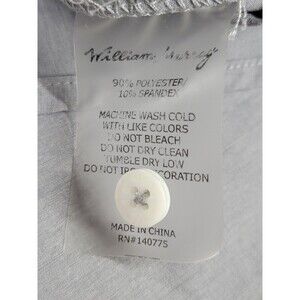 William Murray
90% POLYESTER/
10% SPANDEX
MACHINE WASH COLD
WITH LIKE COLORS
DO NOT BLEACH
DO NOT DRY CLEAN
TUMBLE DRY LOW
DO NOT IRON DECORATION
MADE IN CHINA
RN#140775